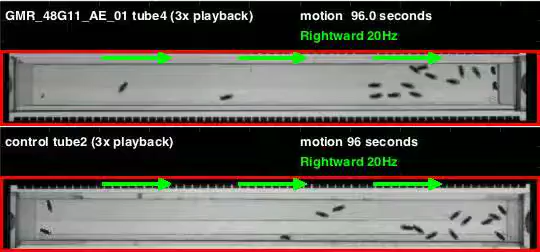 GMR_48G11_AE_01 tube4 (3x playback)
motion  96.0 seconds
Rightward 20Hz
control tube2 (3x playback)
motion 96 seconds
Rightward 20Hz